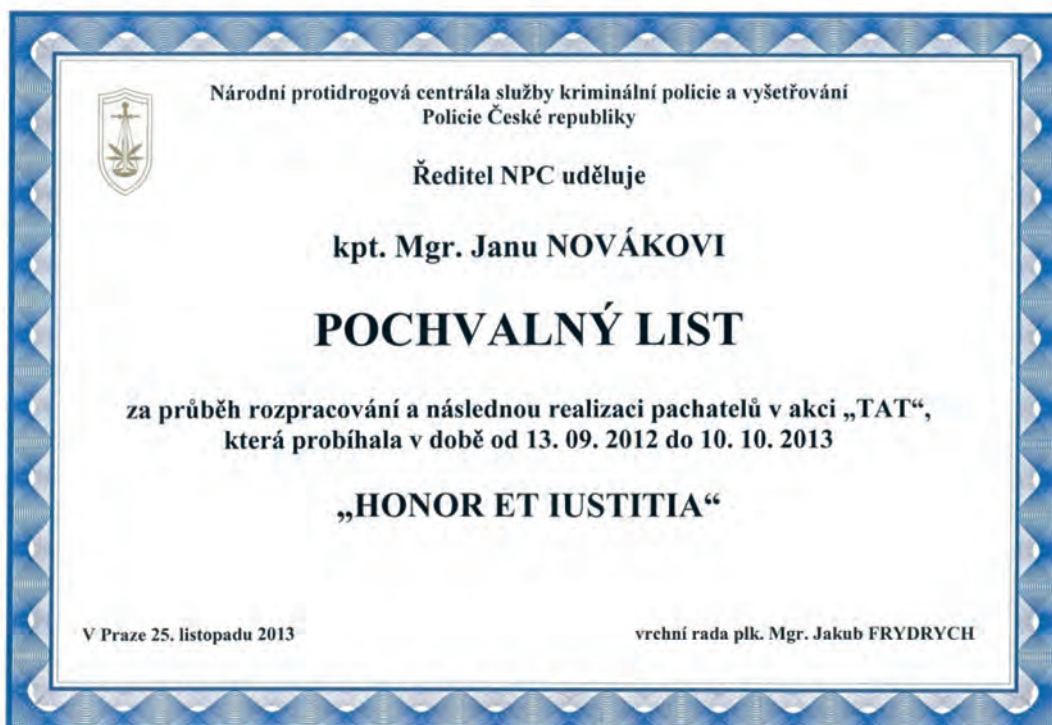 Národní protidrogová centrála služby kriminální policie a vyšetřování
Policie České republiky
Ředitel NPC uděluje
kpt. Mgr. Janu NOVÁKOVI
POCHVALNÝ LIST
za průběh rozpracování a následnou realizaci pachatelů v akci „TAT“,
která probíhala v době od 13. 09. 2012 do 10. 10. 2013
„HONOR ET IUSTITIA“
V Praze 25. listopadu 2013
vrchní rada plk. Mgr. Jakub FRYDRYCH